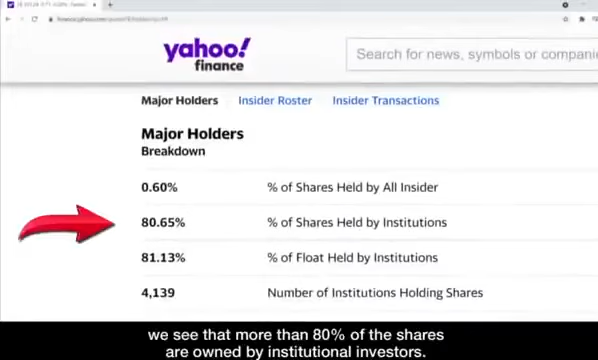 yahoo!
finance
Search for news, symbols or companie
Major Holders Insider Roster Insider Transactions
Major Holders
Breakdown
0.60% % of Shares Held by All Insider
80.65% % of Shares Held by Institutions
81.13% % of Float Held by Institutions
4,139 Number of Institutions Holding Shares
we see that more than 80% of the shares
are owned by institutional investors.